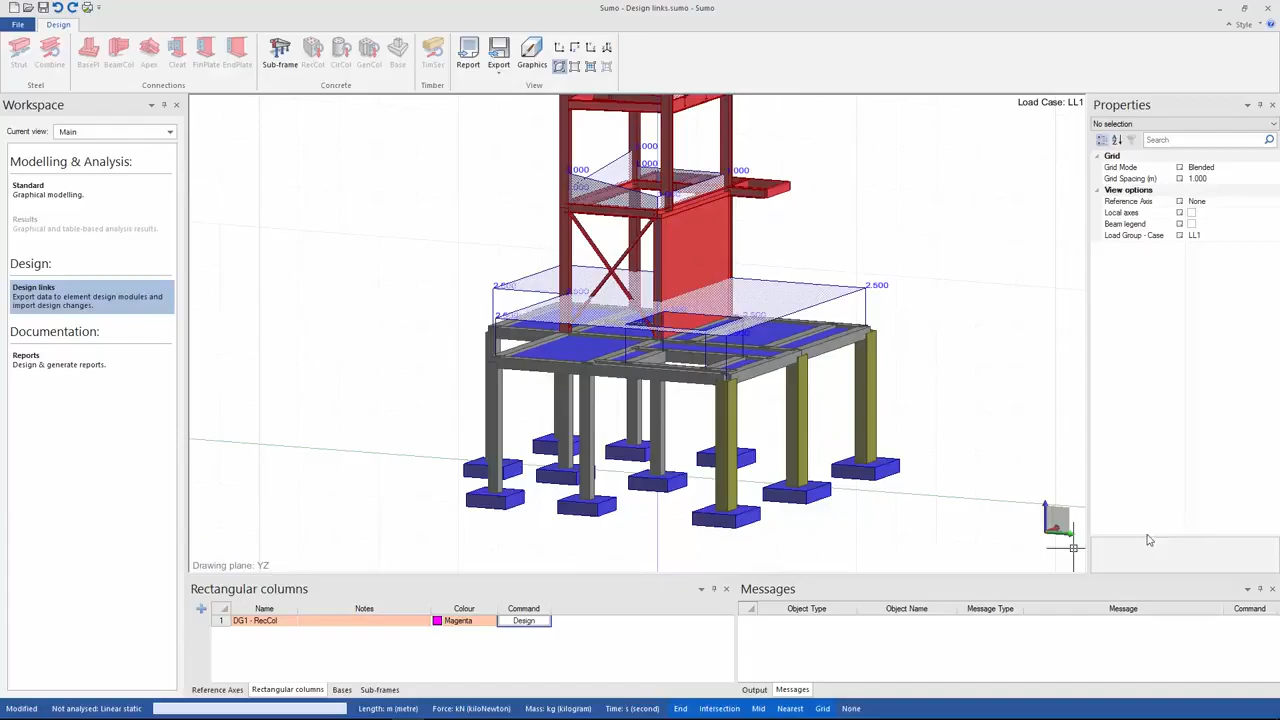 Sumo - Design links.sumo - Sumo
File
Design
Style
Strut
Combine
BasePl
BeamCol
Apex
Cleat
FinPlate
EndPlate
Sub-frame
RecCol
CirCol
GenCol
Base
TimSec
Report
Export
Graphics
Steel
Connections
Concrete
Timber
View
Workspace
Current view:
Main
Modelling & Analysis:
Standard
Graphical modelling.
Results
Graphical and table-based analysis results.
Design:
Design links
Export data to element design modules and
import design changes.
Documentation:
Reports
Design & generate reports.
Load Case: LL1
2.500
2.500
Drawing plane: YZ
Properties
No selection
Search
Grid
Grid Mode Blended
Grid Spacing (m) 1.000
View options
Reference Axis None
Local axes
Beam legend
Load Group - Case LL1
Rectangular columns
Name Notes Colour Command
1 DG1 - RecCol Magenta Design
Reference Axes
Rectangular columns
Bases
Sub-frames
Messages
Object Type Object Name Message Type Message Command
Output
Messages
Modified Not analysed: Linear static Length: m (metre) Force: kN (kiloNewton) Mass: kg (kilogram) Time: s (second) End Intersection Mid Nearest Grid None